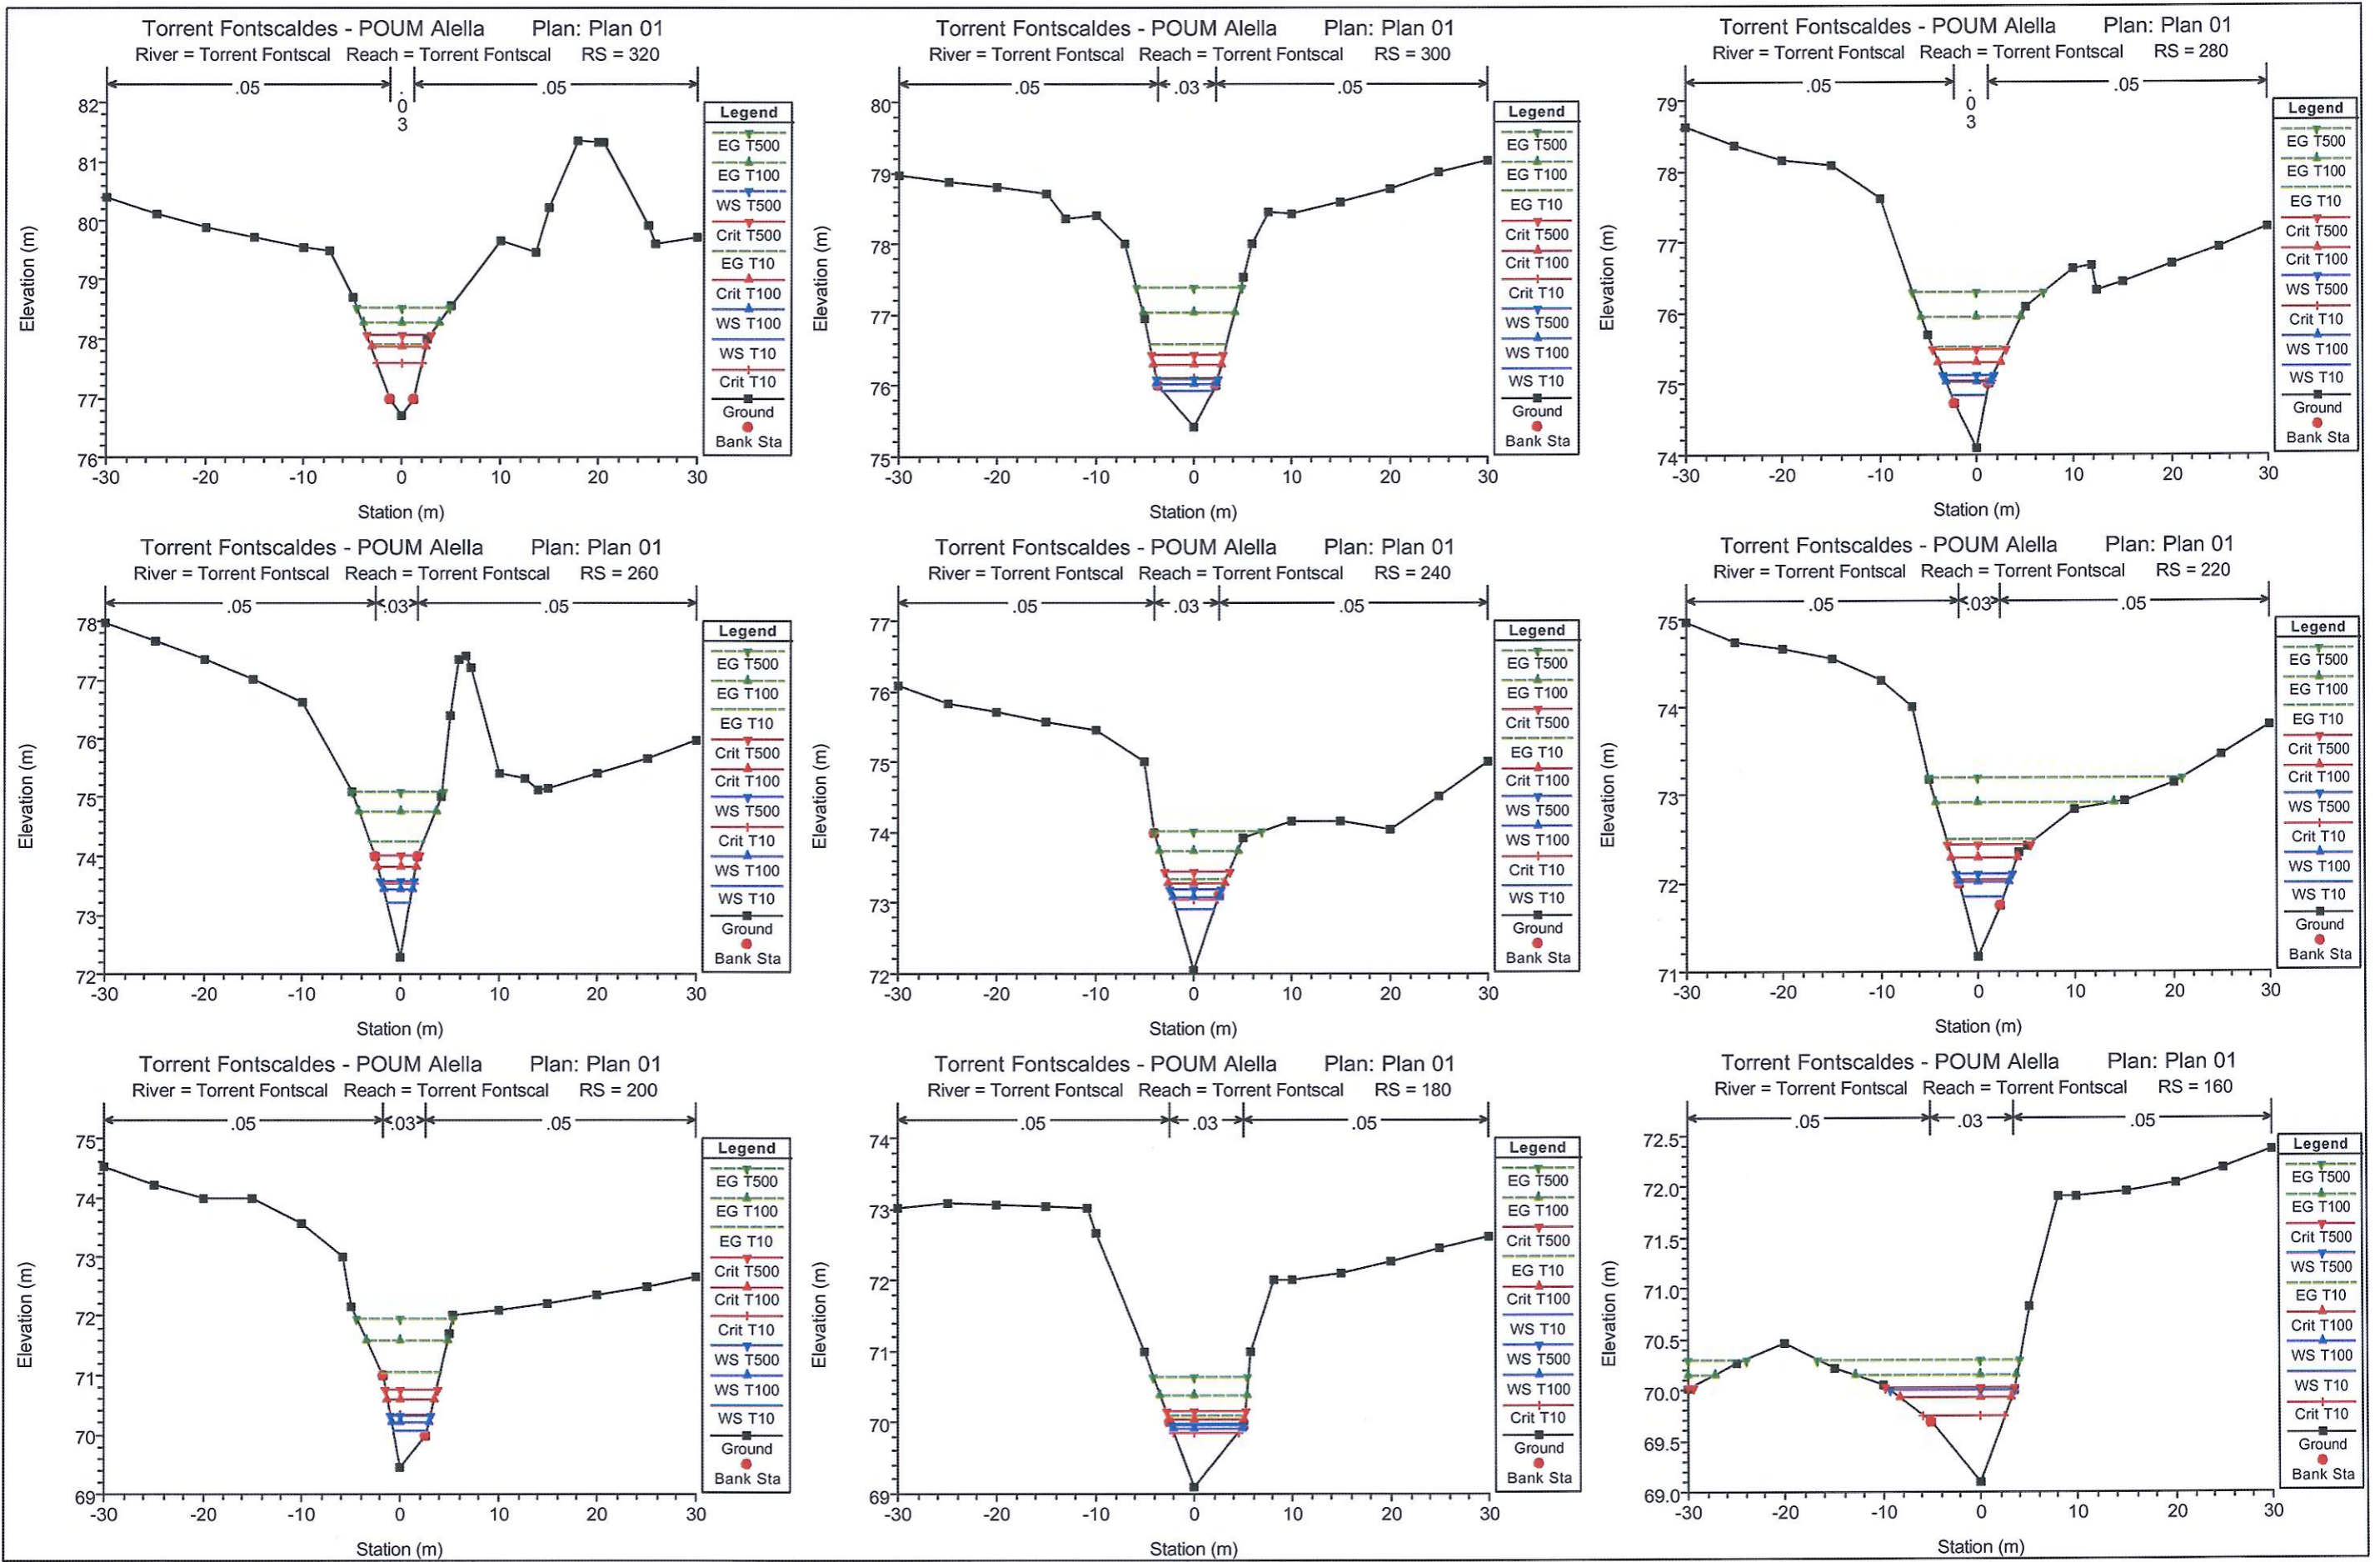 Torrent Fontscaldes - POUM Alella Plan: Plan 01
River = Torrent Fontscal Reach = Torrent Fontscal RS = 320
.05 .03 .05
82
81
80
79
78
77
76
Elevation (m)
-30 -20 -10 0 10 20 30
Station (m)
Legend
EG T500
EG T100
WS T500
Crit T500
EG T10
Crit T100
WS T100
WS T10
Crit T10
Ground
Bank Sta
Torrent Fontscaldes - POUM Alella Plan: Plan 01
River = Torrent Fontscal Reach = Torrent Fontscal RS = 300
.05 .03 .05
80
79
78
77
76
75
Elevation (m)
-30 -20 -10 0 10 20 30
Station (m)
Legend
EG T500
EG T100
EG T10
Crit T500
Crit T100
Crit T10
WS T500
WS T100
WS T10
Ground
Bank Sta
Torrent Fontscaldes - POUM Alella Plan: Plan 01
River = Torrent Fontscal Reach = Torrent Fontscal RS = 280
.05 .03 .05
79
78
77
76
75
74
Elevation (m)
-30 -20 -10 0 10 20 30
Station (m)
Legend
EG T500
EG T100
EG T10
Crit T500
Crit T100
WS T500
Crit T10
WS T100
WS T10
Ground
Bank Sta
Torrent Fontscaldes - POUM Alella Plan: Plan 01
River = Torrent Fontscal Reach = Torrent Fontscal RS = 260
.05 .03 .05
78
77
76
75
74
73
72
Elevation (m)
-30 -20 -10 0 10 20 30
Station (m)
Legend
EG T500
EG T100
EG T10
Crit T500
Crit T100
WS T500
Crit T10
WS T100
WS T10
Ground
Bank Sta
Torrent Fontscaldes - POUM Alella Plan: Plan 01
River = Torrent Fontscal Reach = Torrent Fontscal RS = 240
.05 .03 .05
77
76
75
74
73
72
Elevation (m)
-30 -20 -10 0 10 20 30
Station (m)
Legend
EG T500
EG T100
Crit T500
EG T10
Crit T100
WS T500
WS T100
Crit T10
WS T10
Ground
Bank Sta
Torrent Fontscaldes - POUM Alella Plan: Plan 01
River = Torrent Fontscal Reach = Torrent Fontscal RS = 220
.05 .03 .05
75
74
73
72
71
Elevation (m)
-30 -20 -10 0 10 20 30
Station (m)
Legend
EG T500
EG T100
EG T10
Crit T500
Crit T100
WS T500
Crit T10
WS T100
WS T10
Ground
Bank Sta
Torrent Fontscaldes - POUM Alella Plan: Plan 01
River = Torrent Fontscal Reach = Torrent Fontscal RS = 200
.05 .03 .05
75
74
73
72
71
70
69
Elevation (m)
-30 -20 -10 0 10 20 30
Station (m)
Legend
EG T500
EG T100
EG T10
Crit T500
Crit T100
Crit T10
WS T500
WS T100
WS T10
Ground
Bank Sta
Torrent Fontscaldes - POUM Alella Plan: Plan 01
River = Torrent Fontscal Reach = Torrent Fontscal RS = 180
.05 .03 .05
74
73
72
71
70
69
Elevation (m)
-30 -20 -10 0 10 20 30
Station (m)
Legend
EG T500
EG T100
Crit T500
EG T10
Crit T100
WS T10
WS T500
WS T100
Crit T10
Ground
Bank Sta
Torrent Fontscaldes - POUM Alella Plan: Plan 01
River = Torrent Fontscal Reach = Torrent Fontscal RS = 160
.05 .03 .05
72.5
72.0
71.5
71.0
70.5
70.0
69.5
69.0
Elevation (m)
-30 -20 -10 0 10 20 30
Station (m)
Legend
EG T500
EG T100
Crit T500
WS T500
EG T10
Crit T100
WS T100
WS T10
Crit T10
Ground
Bank Sta